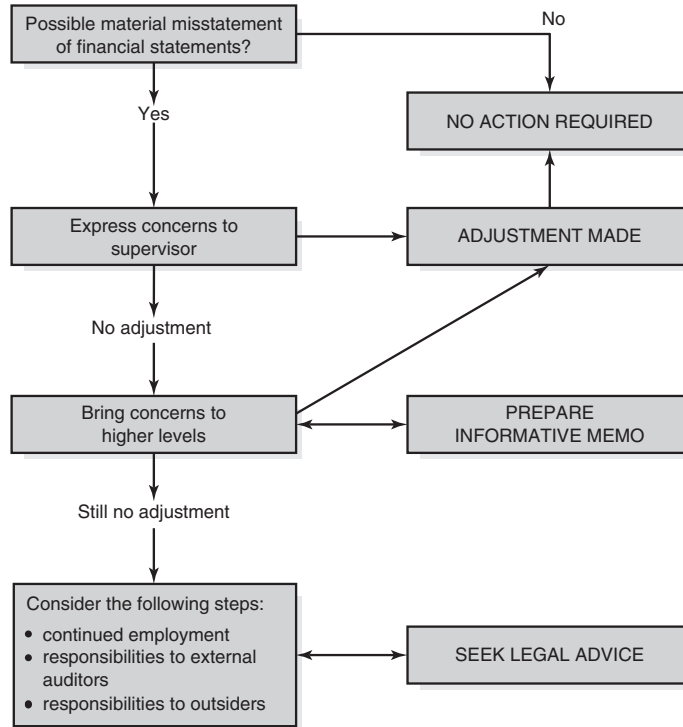 Possible material misstatement
of financial statements?
No
NO ACTION REQUIRED
Yes
Express concerns to
supervisor
ADJUSTMENT MADE
No adjustment
Bring concerns to
higher levels
PREPARE
INFORMATIVE MEMO
Still no adjustment
Consider the following steps:
• continued employment
• responsibilities to external
auditors
• responsibilities to outsiders
SEEK LEGAL ADVICE